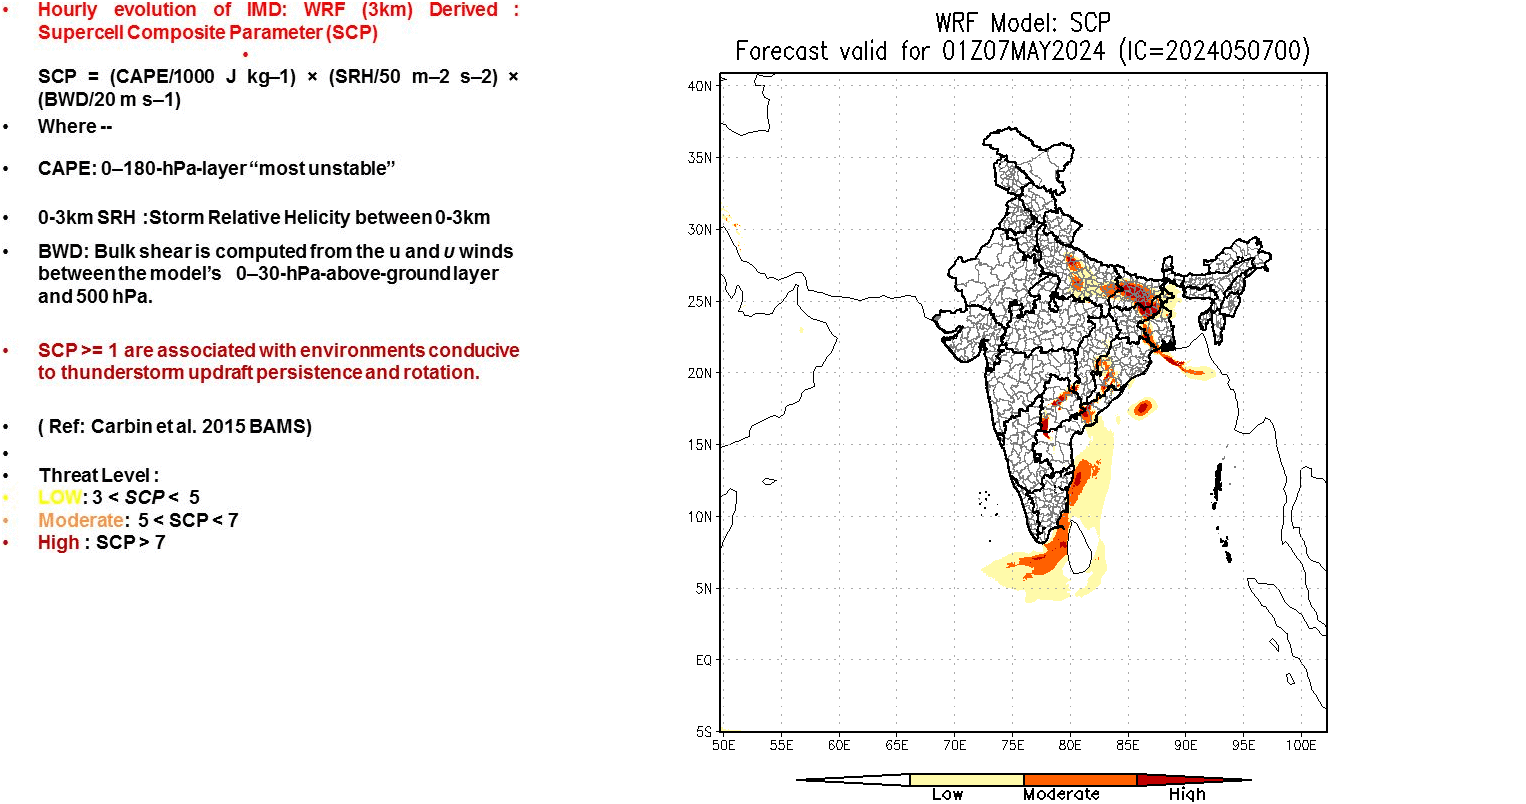 • Hourly evolution of IMD: WRF (3km) Derived :
Supercell Composite Parameter (SCP)
•
SCP = (CAPE/1000 J kg–1) × (SRH/50 m–2 s–2) ×
(BWD/20 m s–1)
• Where --
• CAPE: 0–180-hPa-layer “most unstable”
• 0-3km SRH :Storm Relative Helicity between 0-3km
• BWD: Bulk shear is computed from the u and υ winds
between the model’s 0–30-hPa-above-ground layer
and 500 hPa.
• SCP >= 1 are associated with environments conducive
to thunderstorm updraft persistence and rotation.
• ( Ref: Carbin et al. 2015 BAMS)
•
• Threat Level :
• LOW: 3 < SCP < 5
• Moderate: 5 < SCP < 7
• High : SCP > 7
WRF Model: SCP
Forecast valid for 01Z07MAY2024 (IC=2024050700)
40N
35N
30N
25N
20N
15N
10N
5N
EQ
5S
50E 55E 60E 65E 70E 75E 80E 85E 90E 95E 100E
Low Moderate High